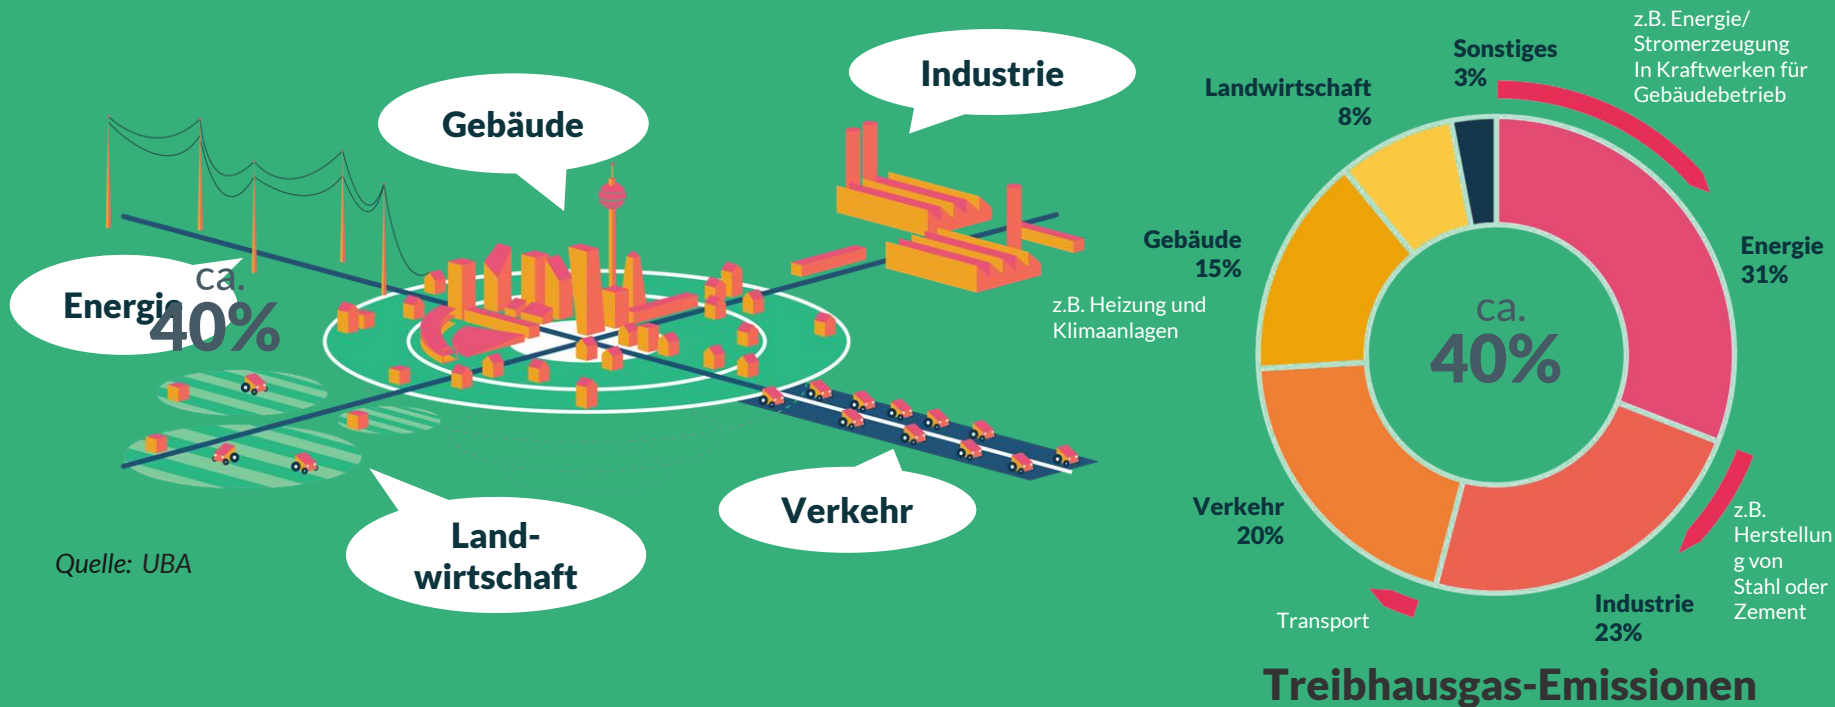 Gebäude
Industrie
Energie
ca.
40%
Land-
wirtschaft
Verkehr
Quelle: UBA
Sonstiges
3%
z.B. Energie/
Stromerzeugung
In Kraftwerken für
Gebäudebetrieb
Landwirtschaft
8%
Gebäude
15%
z.B. Heizung und
Klimaanlagen
Energie
31%
ca.
40%
Verkehr
20%
z.B.
Herstellun
g von
Stahl oder
Zement
Industrie
23%
Transport
Treibhausgas-Emissionen